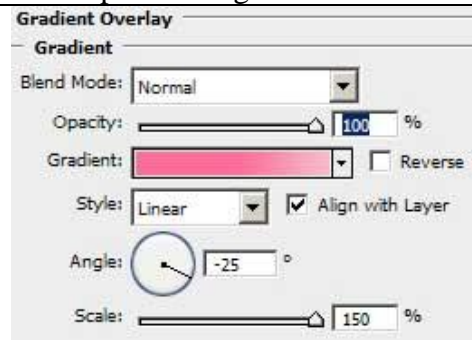 Gradient Overlay
Gradient
Blend Mode: Normal
Opacity: 100 %
Gradient: Reverse
Style: Linear Align with Layer
Angle: -25 °
Scale: 150 %